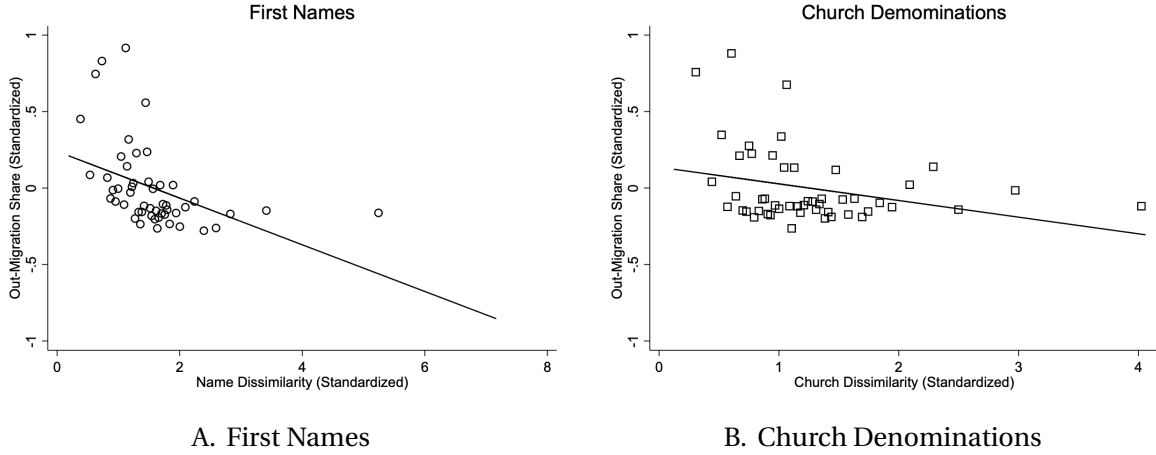 First Names
Out-Migration Share (Standardized)
1
.5
0
-.5
-1
0 2 4 6 8
Name Dissimilarity (Standardized)
A. First Names
Church Demominations
Out-Migration Share (Standardized)
1
.5
0
-.5
-1
0 1 2 3 4
Church Dissimilarity (Standardized)
B. Church Denominations